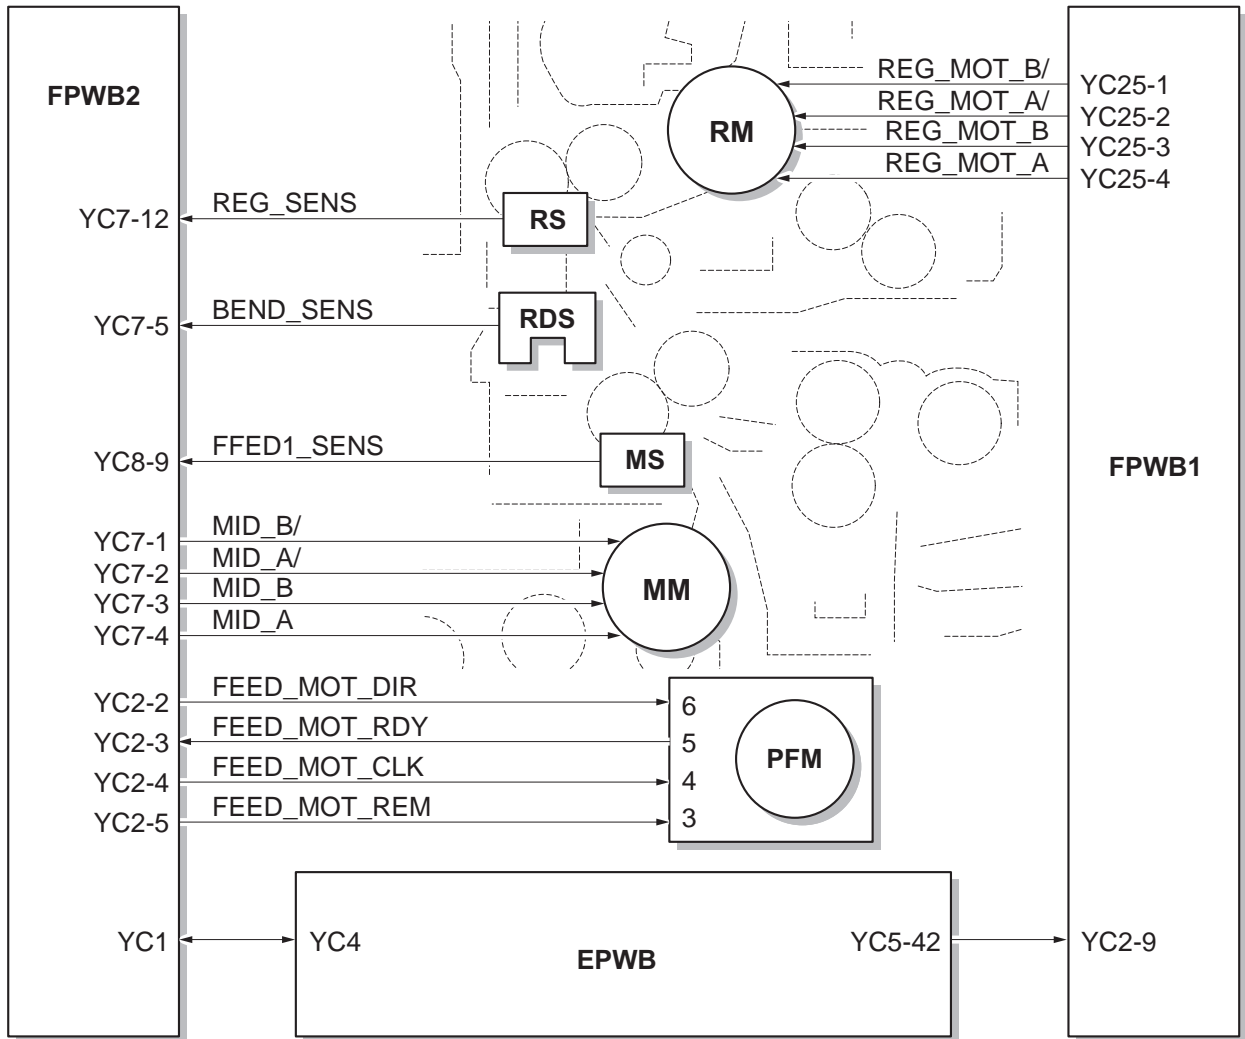 FPWB2
FPWB1
REG_MOT_B/
YC25-1
REG_MOT_A/
YC25-2
REG_MOT_B
YC25-3
REG_MOT_A
YC25-4
RM
YC7-12
REG_SENS
RS
YC7-5
BEND_SENS
RDS
YC8-9
FFED1_SENS
MS
YC7-1
MID_B/
YC7-2
MID_A/
YC7-3
MID_B
YC7-4
MID_A
MM
YC2-2
FEED_MOT_DIR
6
YC2-3
FEED_MOT_RDY
5
YC2-4
FEED_MOT_CLK
4
YC2-5
FEED_MOT_REM
3
PFM
YC1
YC4
EPWB
YC5-42
YC2-9